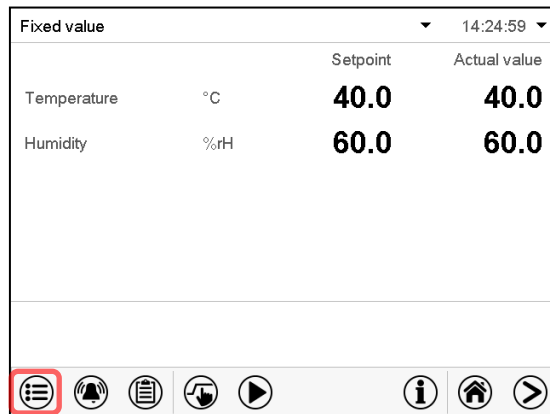 Fixed value 14:24:59
Setpoint Actual value
Temperature °C 40.0 40.0
Humidity %rH 60.0 60.0